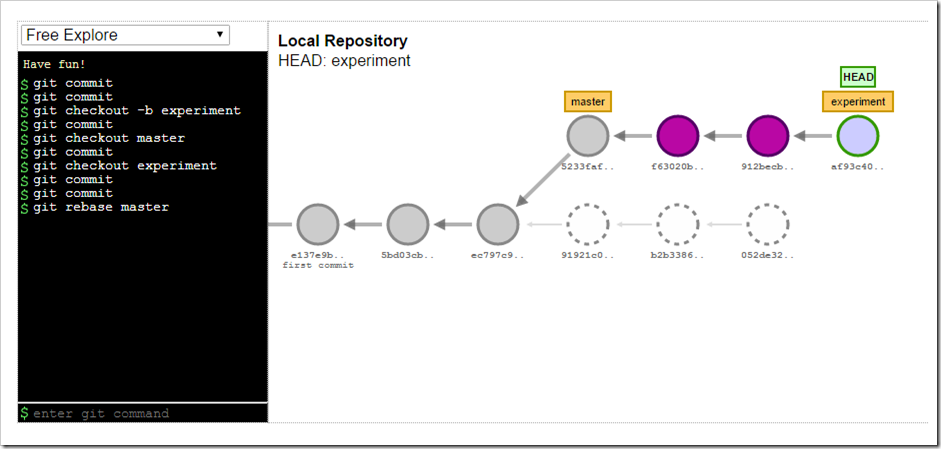 Free Explore
Have fun!
$ git commit
$ git commit
$ git checkout -b experiment
$ git commit
$ git checkout master
$ git commit
$ git checkout experiment
$ git commit
$ git commit
$ git rebase master
$ enter git command
Local Repository
HEAD: experiment
HEAD
master
experiment
5233faf..
f63020b..
912becb..
af93c40..
e137e9b..
first commit
5bd03cb..
ec797c9..
91921c0..
b2b3386..
052de32..